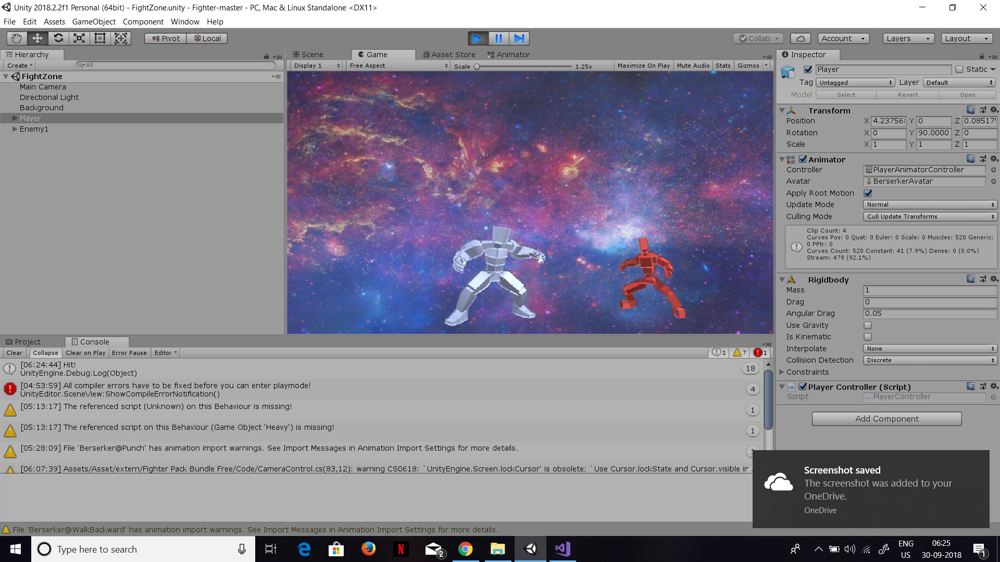 Unity 2018.2.2f1 Personal (64bit) - FightZone.unity - Fighter-master - PC, Mac & Linux Standalone <DX11>
File Edit Assets GameObject Component Window Help
Pivot Local Collab Account Layers Layout
Hierarchy
Create All
FightZone
Main Camera
Directional Light
Background
Player
Enemy1
Scene Game Asset Store Animator
Display 1 Free Aspect Scale 1.25x Maximize On Play Mute Audio Stats Gizmos
Inspector
Player Static
Tag Untagged Layer Default
Model Select Revert Open
Transform
Position X 4.23756 Y 0 Z 0.08517
Rotation X 0 Y 90.0000 Z 0
Scale X 1 Y 1 Z 1
Animator
Controller PlayerAnimatorController
Avatar BerserkerAvatar
Apply Root Motion
Update Mode Normal
Culling Mode Cull Update Transforms
Clip Count: 4
Curves Pos: 0 Quat: 0 Euler: 0 Scale: 0 Muscles: 520 Generic:
0 PPtr: 0
Curves Count: 520 Constant: 41 (7.9%) Dense: 0 (0.0%)
Stream: 479 (92.1%)
Rigidbody
Mass 1
Drag 0
Angular Drag 0.05
Use Gravity
Is Kinematic
Interpolate None
Collision Detection Discrete
Constraints
Player Controller (Script)
Script PlayerController
Add Component
Project Console
Clear Collapse Clear on Play Error Pause Editor 1 7 1
[06:24:44] Hit!
UnityEngine.Debug:Log(Object)
18
[04:53:59] All compiler errors have to be fixed before you can enter playmode!
UnityEditor.SceneView:ShowCompileErrorNotification()
4
[05:13:17] The referenced script (Unknown) on this Behaviour is missing!
1
[05:13:17] The referenced script on this Behaviour (Game Object 'Heavy') is missing!
1
[05:28:09] File 'Berserker@Punch' has animation import warnings. See Import Messages in Animation Import Settings for more details.
[06:07:39] Assets/Asset/extern/Fighter Pack Bundle Free/Code/CameraControl.cs(83,12): warning CS0618: `UnityEngine.Screen.lockCursor' is obsolete: `Use Cursor.lockState and Cursor.visible in
File 'Berserker@WalkBackward' has animation import warnings. See Import Messages in Animation Import Settings for more details.
Screenshot saved
The screenshot was added to your
OneDrive.
OneDrive
Type here to search
2
ENG
US
06:25
30-09-2018
1